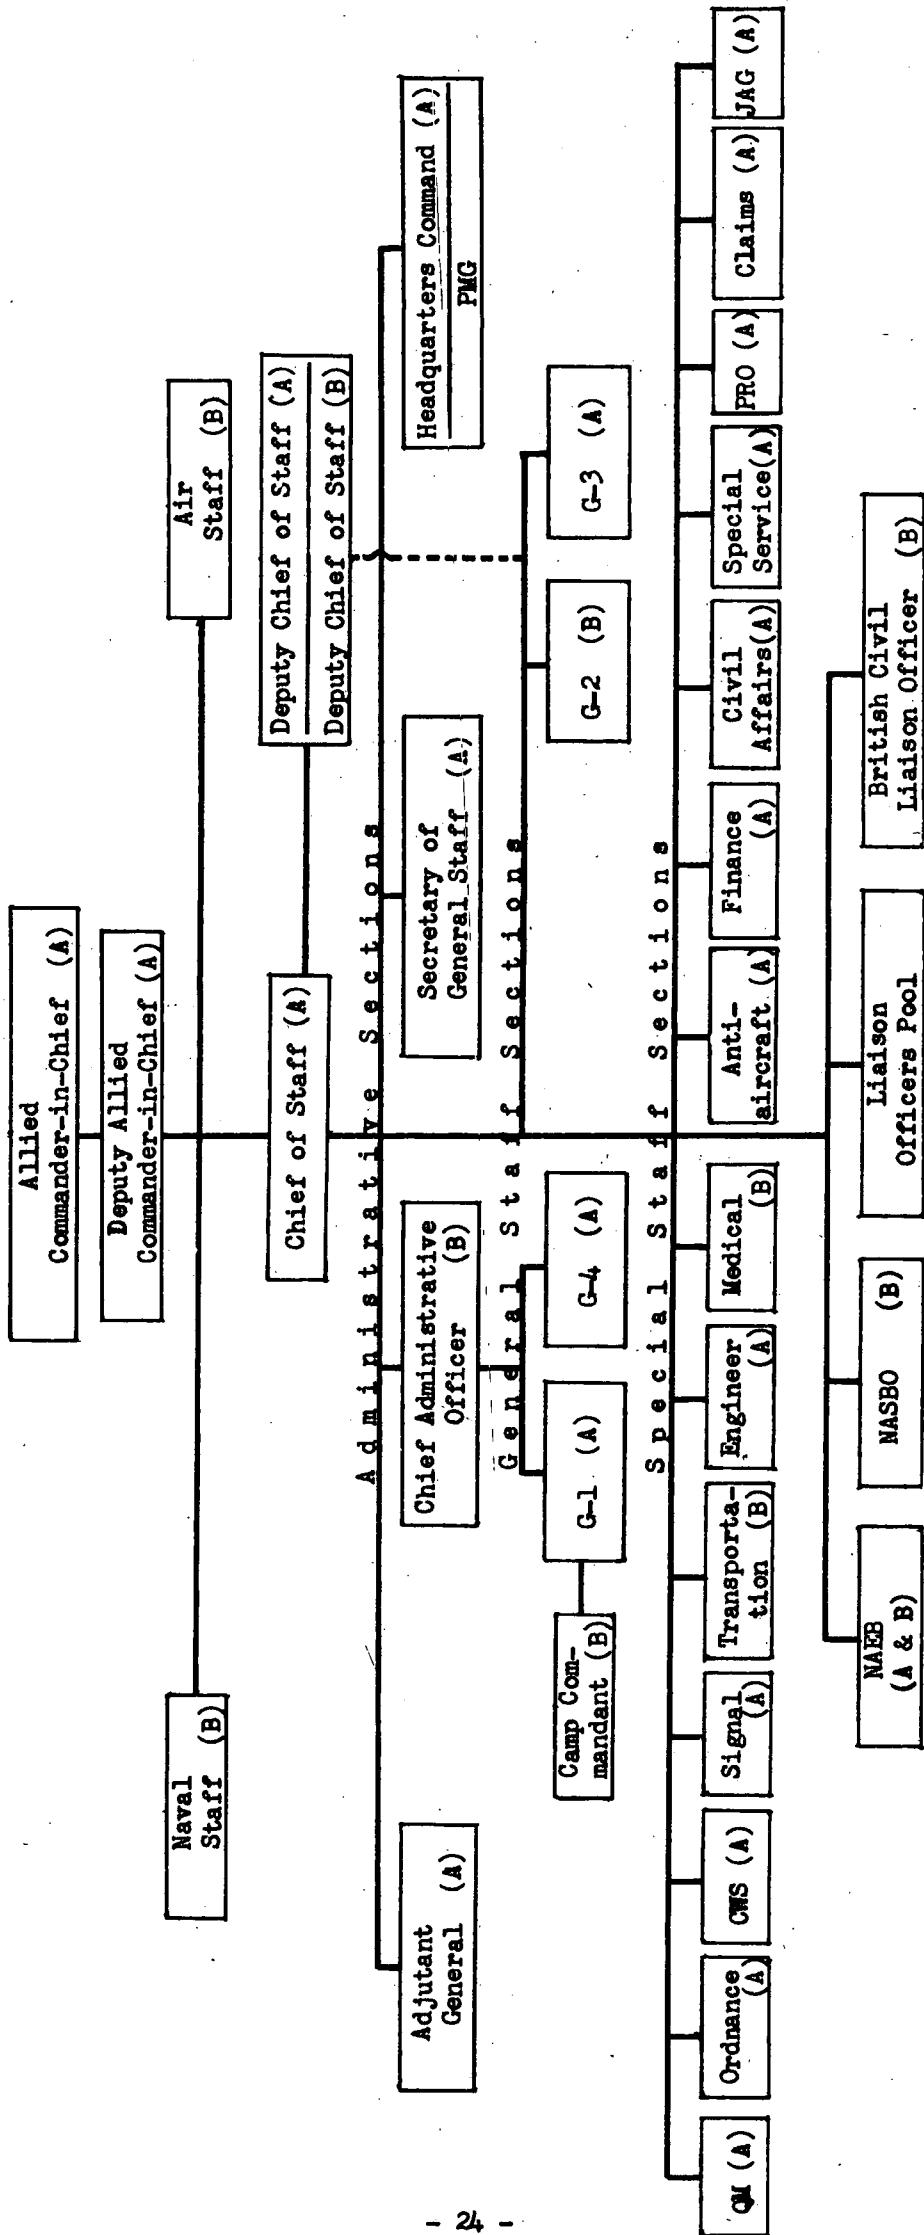 Allied
Commander-in-Chief (A)
Deputy Allied
Commander-in-Chief (A)
Naval
Staff (B)
Air
Staff (B)
Chief of Staff (A)
Deputy Chief of Staff (A)
Deputy Chief of Staff (B)
Administrative Sections
Adjutant
General (A)
Chief Administrative
Officer (B)
Secretary of
General Staff (A)
Headquarters Command (A)
PMG
General Staff Sections
Camp Com-
mandant (B)
G-1 (A)
G-4 (A)
G-2 (B)
G-3 (A)
Special Staff Sections
QM (A)
Ordnance
(A)
CWS (A)
Signal
(A)
Transporta-
tion (B)
Engineer
(A)
Medical
(B)
Anti-
aircraft (A)
Finance
(A)
Civil
Affairs(A)
Special
Service(A)
PRO (A)
Claims (A)
JAG (A)
NAEB
(A & B)
NASBO (B)
Liaison
Officers Pool
British Civil
Liaison Officer (B)
- 24 -